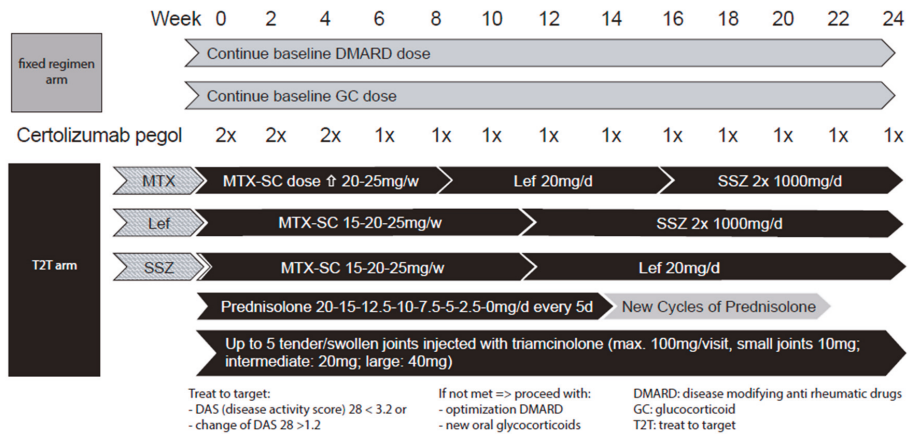 Week 0 2 4 6 8 10 12 14 16 18 20 22 24
fixed regimen
arm
Continue baseline DMARD dose
Continue baseline GC dose
Certolizumab pegol 2x 2x 2x 1x 1x 1x 1x 1x 1x 1x 1x 1x 1x
T2T arm
MTX MTX-SC dose ⇧ 20-25mg/w Lef 20mg/d SSZ 2x 1000mg/d
Lef MTX-SC 15-20-25mg/w SSZ 2x 1000mg/d
SSZ MTX-SC 15-20-25mg/w Lef 20mg/d
Prednisolone 20-15-12.5-10-7.5-5-2.5-0mg/d every 5d New Cycles of Prednisolone
Up to 5 tender/swollen joints injected with triamcinolone (max. 100mg/visit, small joints 10mg;
intermediate: 20mg; large: 40mg)
Treat to target:
- DAS (disease activity score) 28 < 3.2 or
- change of DAS 28 >1.2
If not met => proceed with:
- optimization DMARD
- new oral glycocorticoids
DMARD: disease modifying anti rheumatic drugs
GC: glucocorticoid
T2T: treat to target